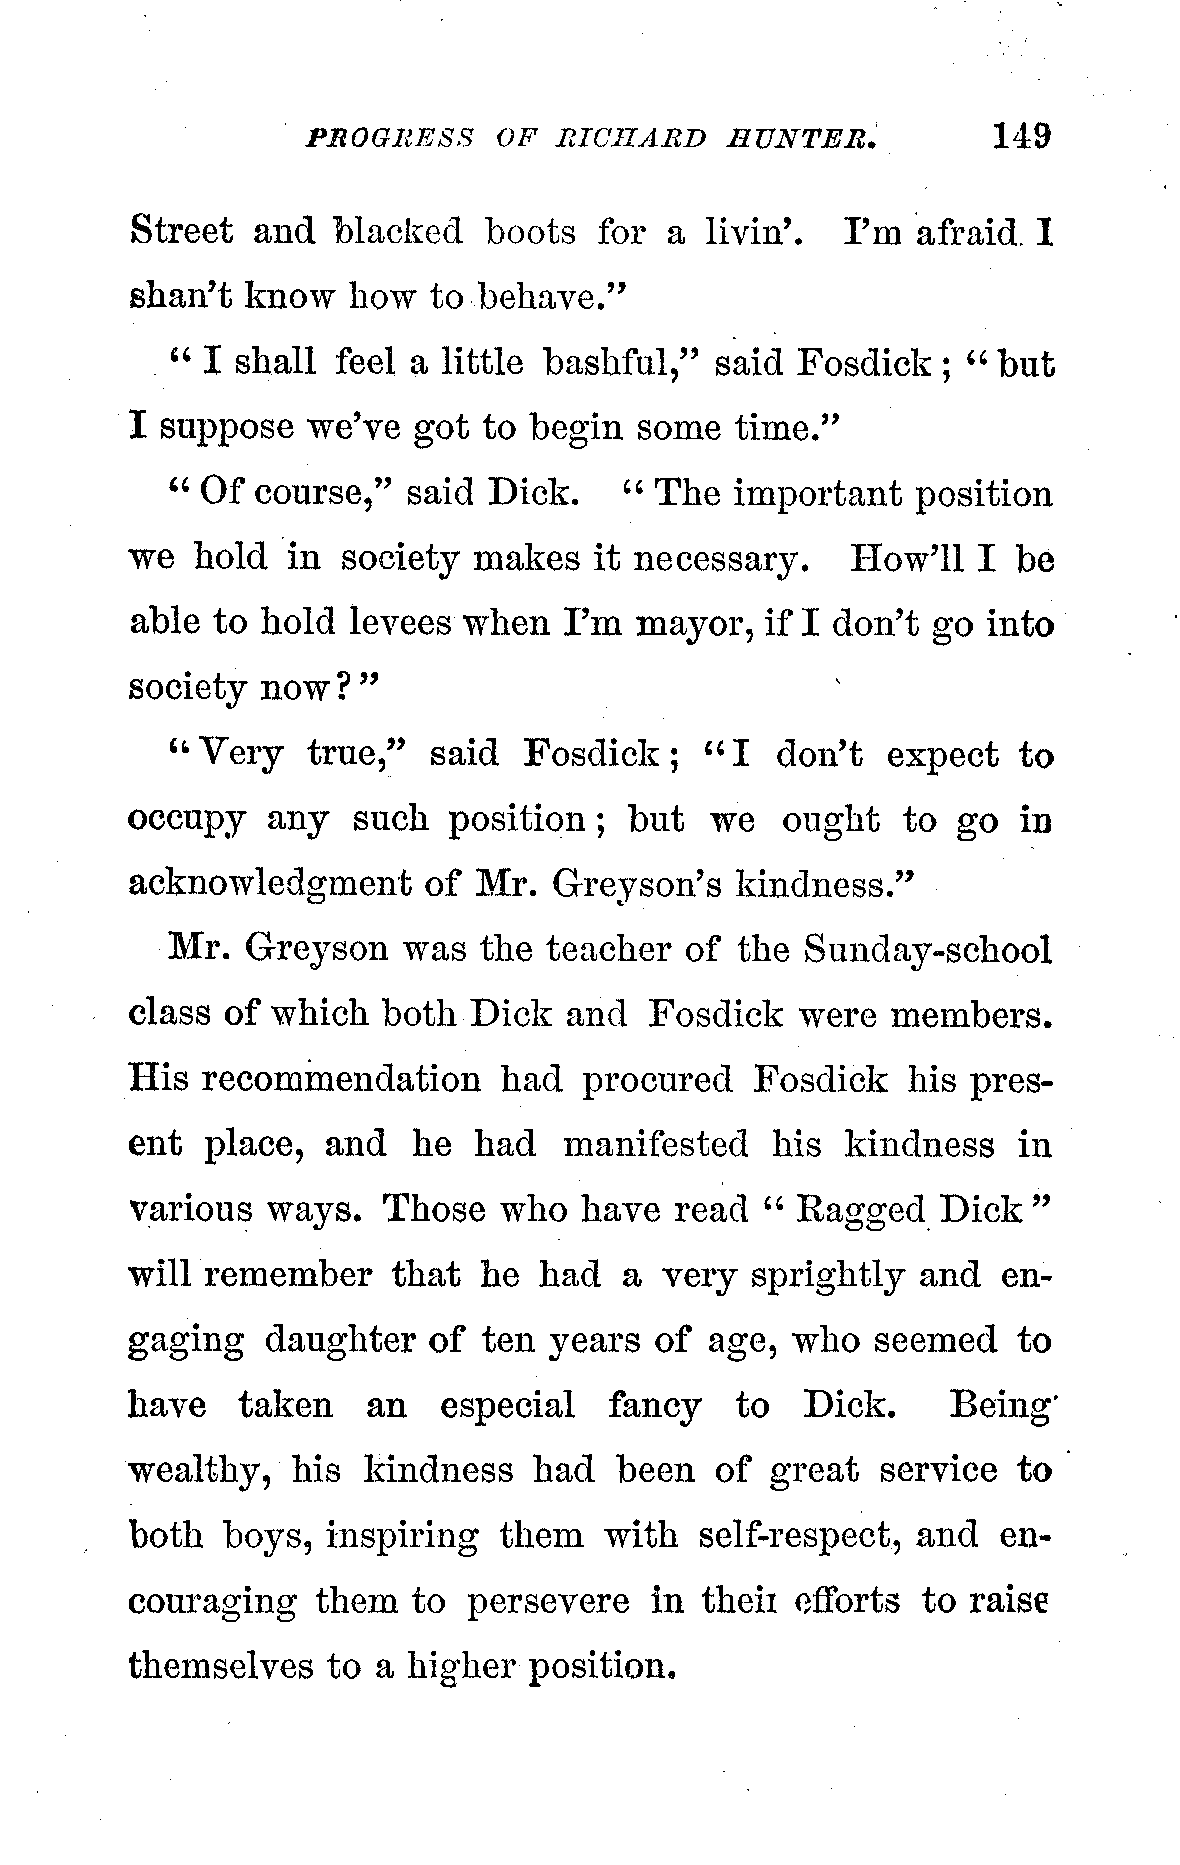 PROGRESS OF RICHARD HUNTER. 149
Street and blacked boots for a livin'. I'm afraid I
shan't know how to behave."
"I shall feel a little bashful," said Fosdick; "but
I suppose we've got to begin some time."
"Of course," said Dick. "The important position
we hold in society makes it necessary. How'll I be
able to hold levees when I'm mayor, if I don't go into
society now?"
"Very true," said Fosdick; "I don't expect to
occupy any such position; but we ought to go in
acknowledgment of Mr. Greyson's kindness."
Mr. Greyson was the teacher of the Sunday-school
class of which both Dick and Fosdick were members.
His recommendation had procured Fosdick his pres-
ent place, and he had manifested his kindness in
various ways. Those who have read "Ragged Dick"
will remember that he had a very sprightly and en-
gaging daughter of ten years of age, who seemed to
have taken an especial fancy to Dick. Being
wealthy, his kindness had been of great service to
both boys, inspiring them with self-respect, and en-
couraging them to persevere in their efforts to raise
themselves to a higher position.